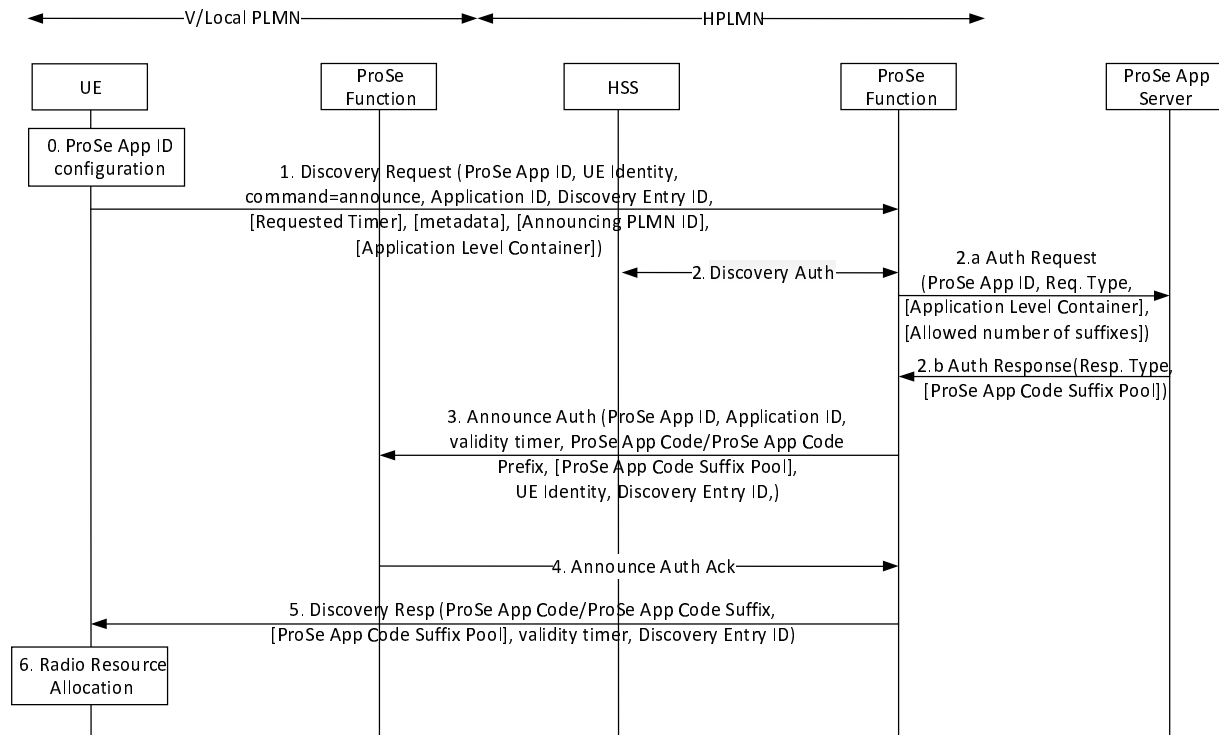 V/Local PLMN
HPLMN
UE
ProSe
Function
HSS
ProSe
Function
ProSe App
Server
0. ProSe App ID
configuration
1. Discovery Request (ProSe App ID, UE Identity,
command=announce, Application ID, Discovery Entry ID,
[Requested Timer], [metadata], [Announcing PLMN ID],
[Application Level Container])
2. Discovery Auth
2.a Auth Request
(ProSe App ID, Req. Type,
[Application Level Container],
[Allowed number of suffixes])
2.b Auth Response(Resp. Type,
[ProSe App Code Suffix Pool])
3. Announce Auth (ProSe App ID, Application ID,
validity timer, ProSe App Code/ProSe App Code
Prefix, [ProSe App Code Suffix Pool],
UE Identity, Discovery Entry ID,)
4. Announce Auth Ack
5. Discovery Resp (ProSe App Code/ProSe App Code Suffix,
[ProSe App Code Suffix Pool], validity timer, Discovery Entry ID)
6. Radio Resource
Allocation